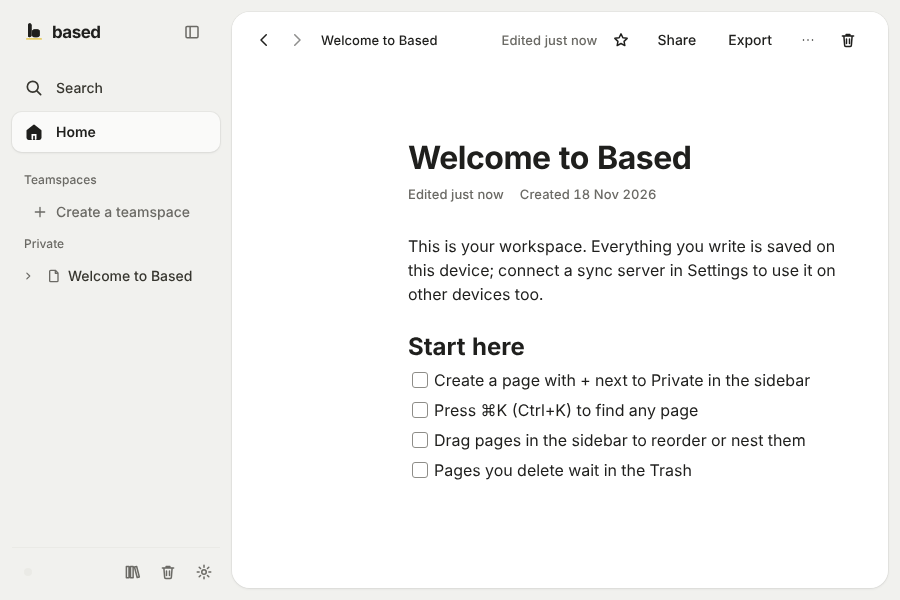 based
Search
Home
Teamspaces
Create a teamspace
Private
Welcome to Based
Welcome to Based
Edited just now
Share
Export
Welcome to Based
Edited just now Created 18 Nov 2026
This is your workspace. Everything you write is saved on
this device; connect a sync server in Settings to use it on
other devices too.
Start here
Create a page with + next to Private in the sidebar
Press ⌘K (Ctrl+K) to find any page
Drag pages in the sidebar to reorder or nest them
Pages you delete wait in the Trash